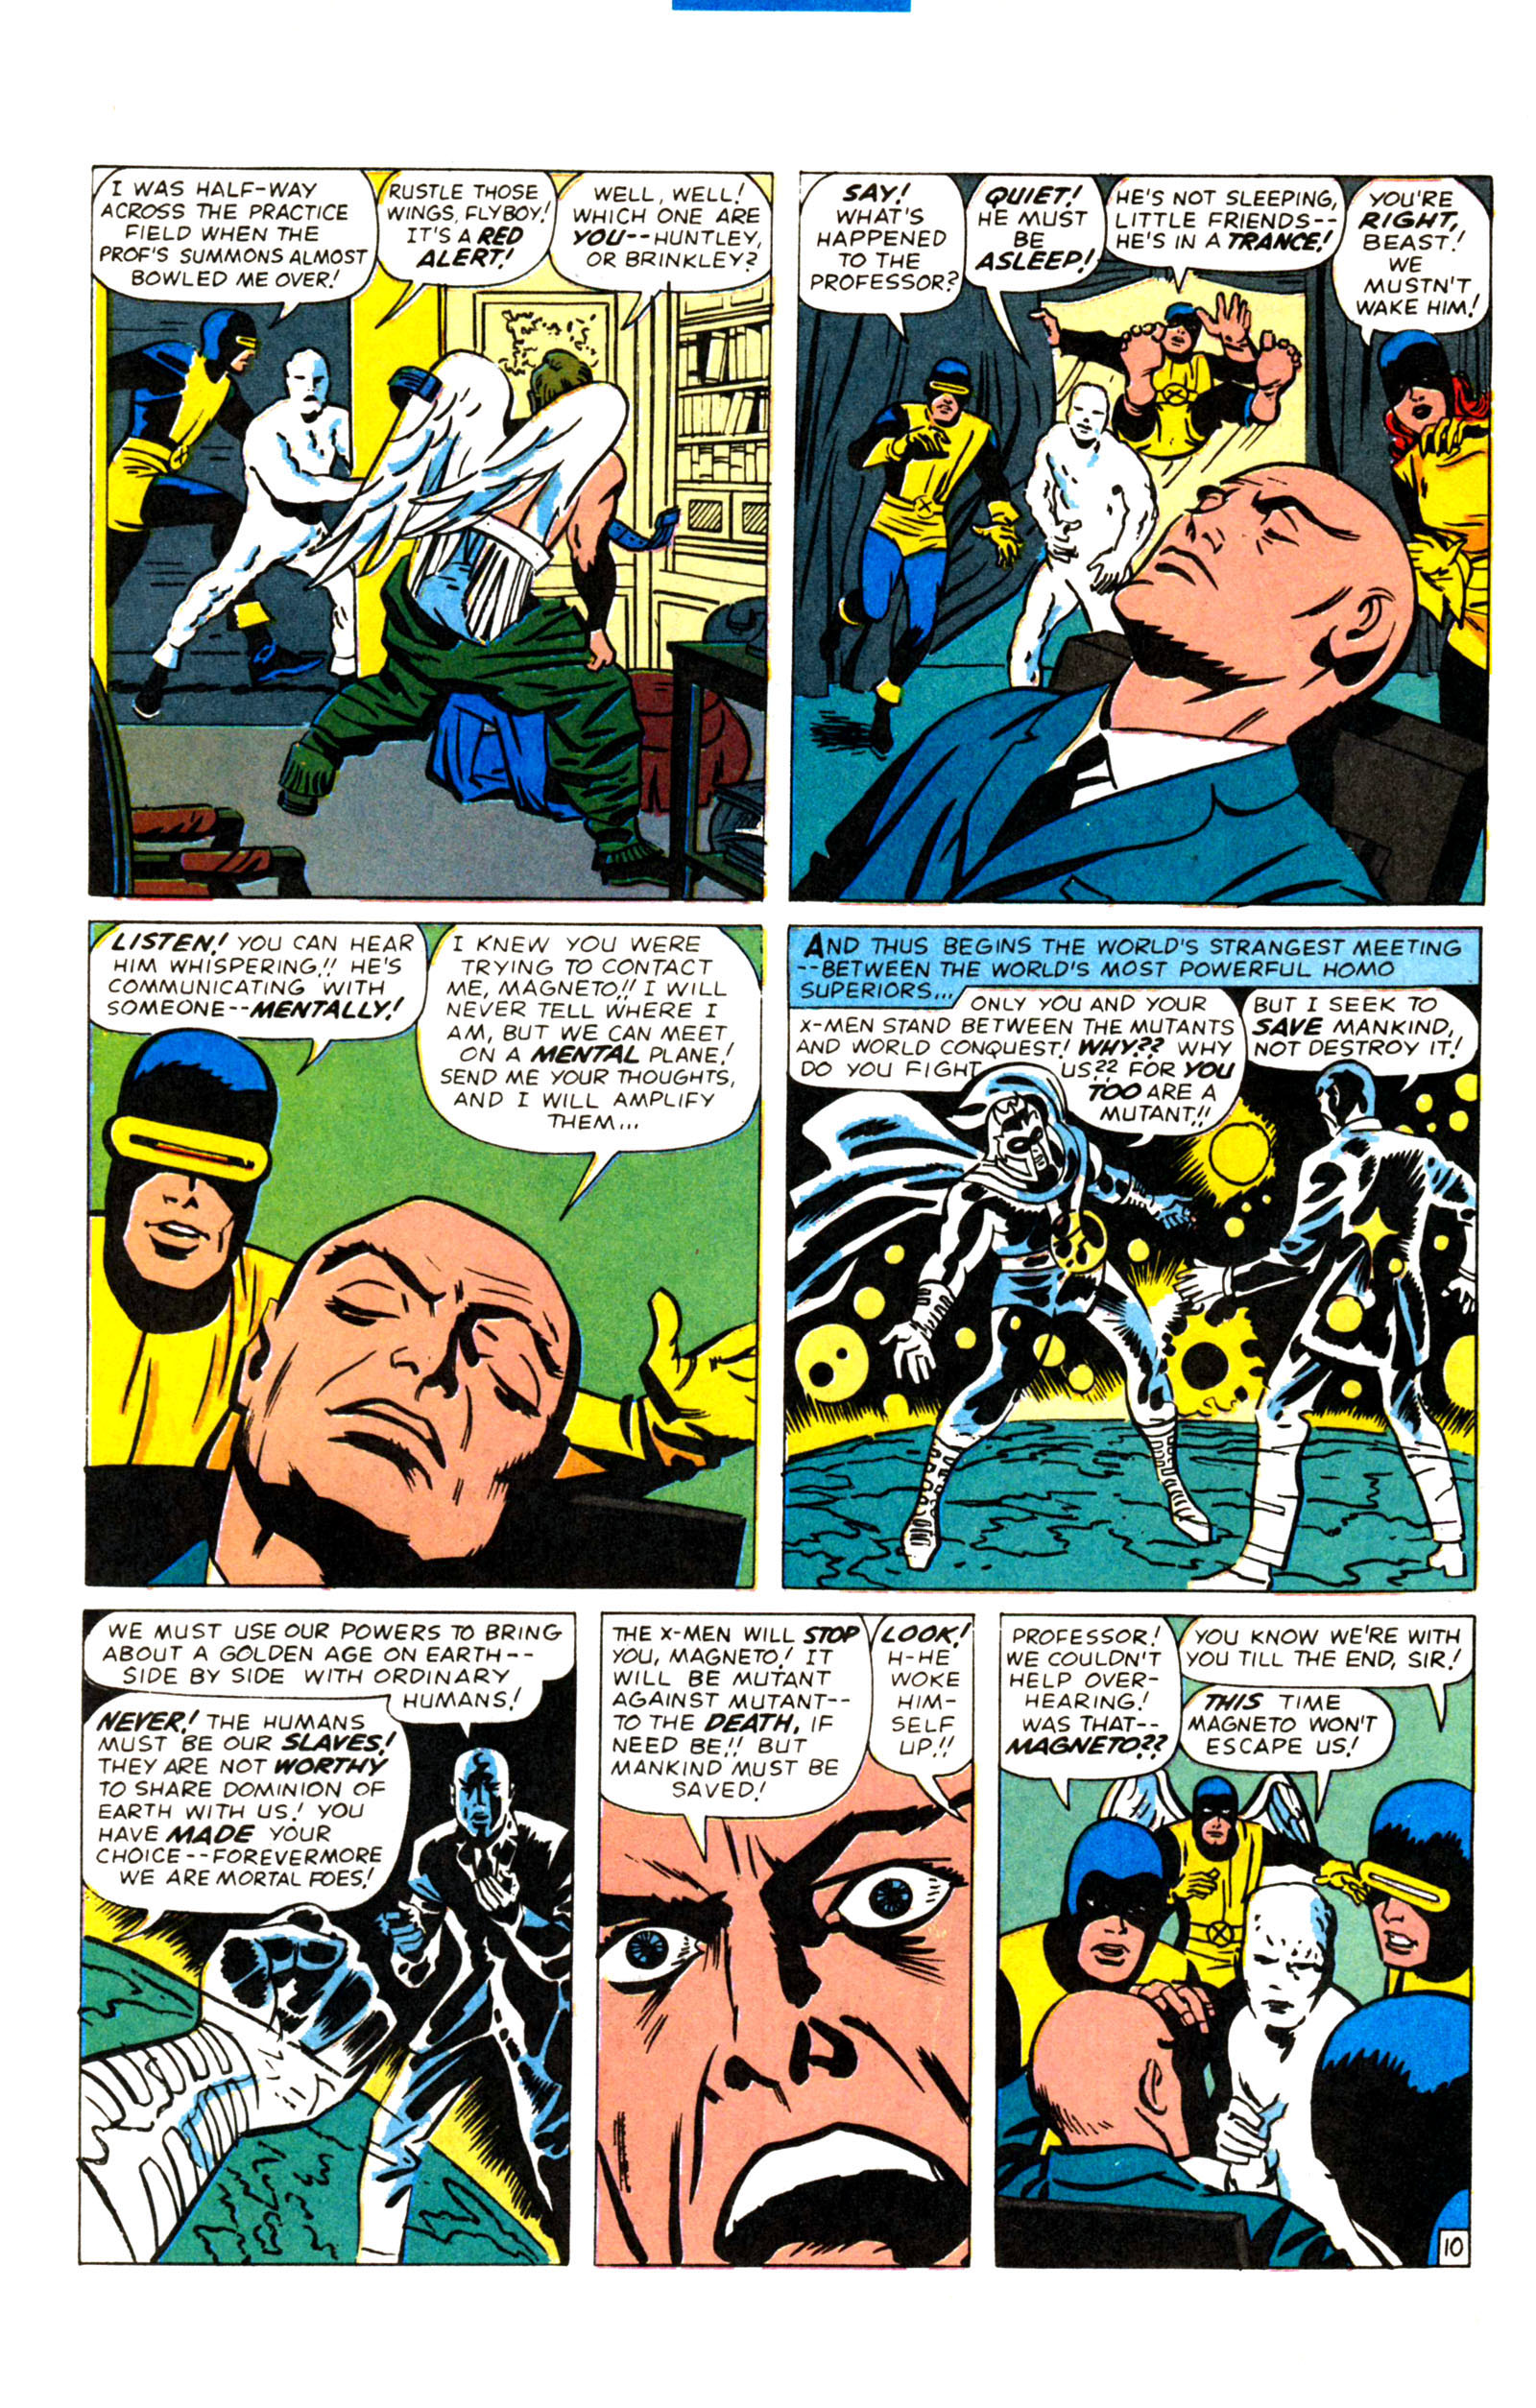 I WAS HALF-WAY
ACROSS THE PRACTICE
FIELD WHEN THE
PROF'S SUMMONS ALMOST
BOWLED ME OVER!
RUSTLE THOSE
WINGS, FLYBOY!
IT'S A RED
ALERT!
WELL, WELL!
WHICH ONE ARE
YOU--HUNTLEY,
OR BRINKLEY?
SAY!
WHAT'S
HAPPENED
TO THE
PROFESSOR?
QUIET!
HE MUST
BE
ASLEEP!
HE'S NOT SLEEPING,
LITTLE FRIENDS--
HE'S IN A TRANCE!
YOU'RE
RIGHT,
BEAST!
WE
MUSTN'T
WAKE HIM!
LISTEN! YOU CAN HEAR
HIM WHISPERING!! HE'S
COMMUNICATING WITH
SOMEONE--MENTALLY!
I KNEW YOU WERE
TRYING TO CONTACT
ME, MAGNETO!! I WILL
NEVER TELL WHERE I
AM, BUT WE CAN MEET
ON A MENTAL PLANE!
SEND ME YOUR THOUGHTS,
AND I WILL AMPLIFY
THEM...
AND THUS BEGINS THE WORLD'S STRANGEST MEETING
--BETWEEN THE WORLD'S MOST POWERFUL HOMO
SUPERIORS...
ONLY YOU AND YOUR
X-MEN STAND BETWEEN THE MUTANTS
AND WORLD CONQUEST! WHY?? WHY
DO YOU FIGHT US?? FOR YOU
TOO ARE A
MUTANT!!
BUT I SEEK TO
SAVE MANKIND,
NOT DESTROY IT!
WE MUST USE OUR POWERS TO BRING
ABOUT A GOLDEN AGE ON EARTH--
SIDE BY SIDE WITH ORDINARY
HUMANS!
NEVER! THE HUMANS
MUST BE OUR SLAVES!
THEY ARE NOT WORTHY
TO SHARE DOMINION OF
EARTH WITH US! YOU
HAVE MADE YOUR
CHOICE--FOREVERMORE
WE ARE MORTAL FOES!
THE X-MEN WILL STOP
YOU, MAGNETO! IT
WILL BE MUTANT
AGAINST MUTANT--
TO THE DEATH, IF
NEED BE!! BUT
MANKIND MUST BE
SAVED!
LOOK!
H-HE
WOKE
HIM-
SELF
UP!!
PROFESSOR!
WE COULDN'T
HELP OVER-
HEARING!
WAS THAT--
MAGNETO??
YOU KNOW WE'RE WITH
YOU TILL THE END, SIR!
THIS TIME
MAGNETO WON'T
ESCAPE US!
10